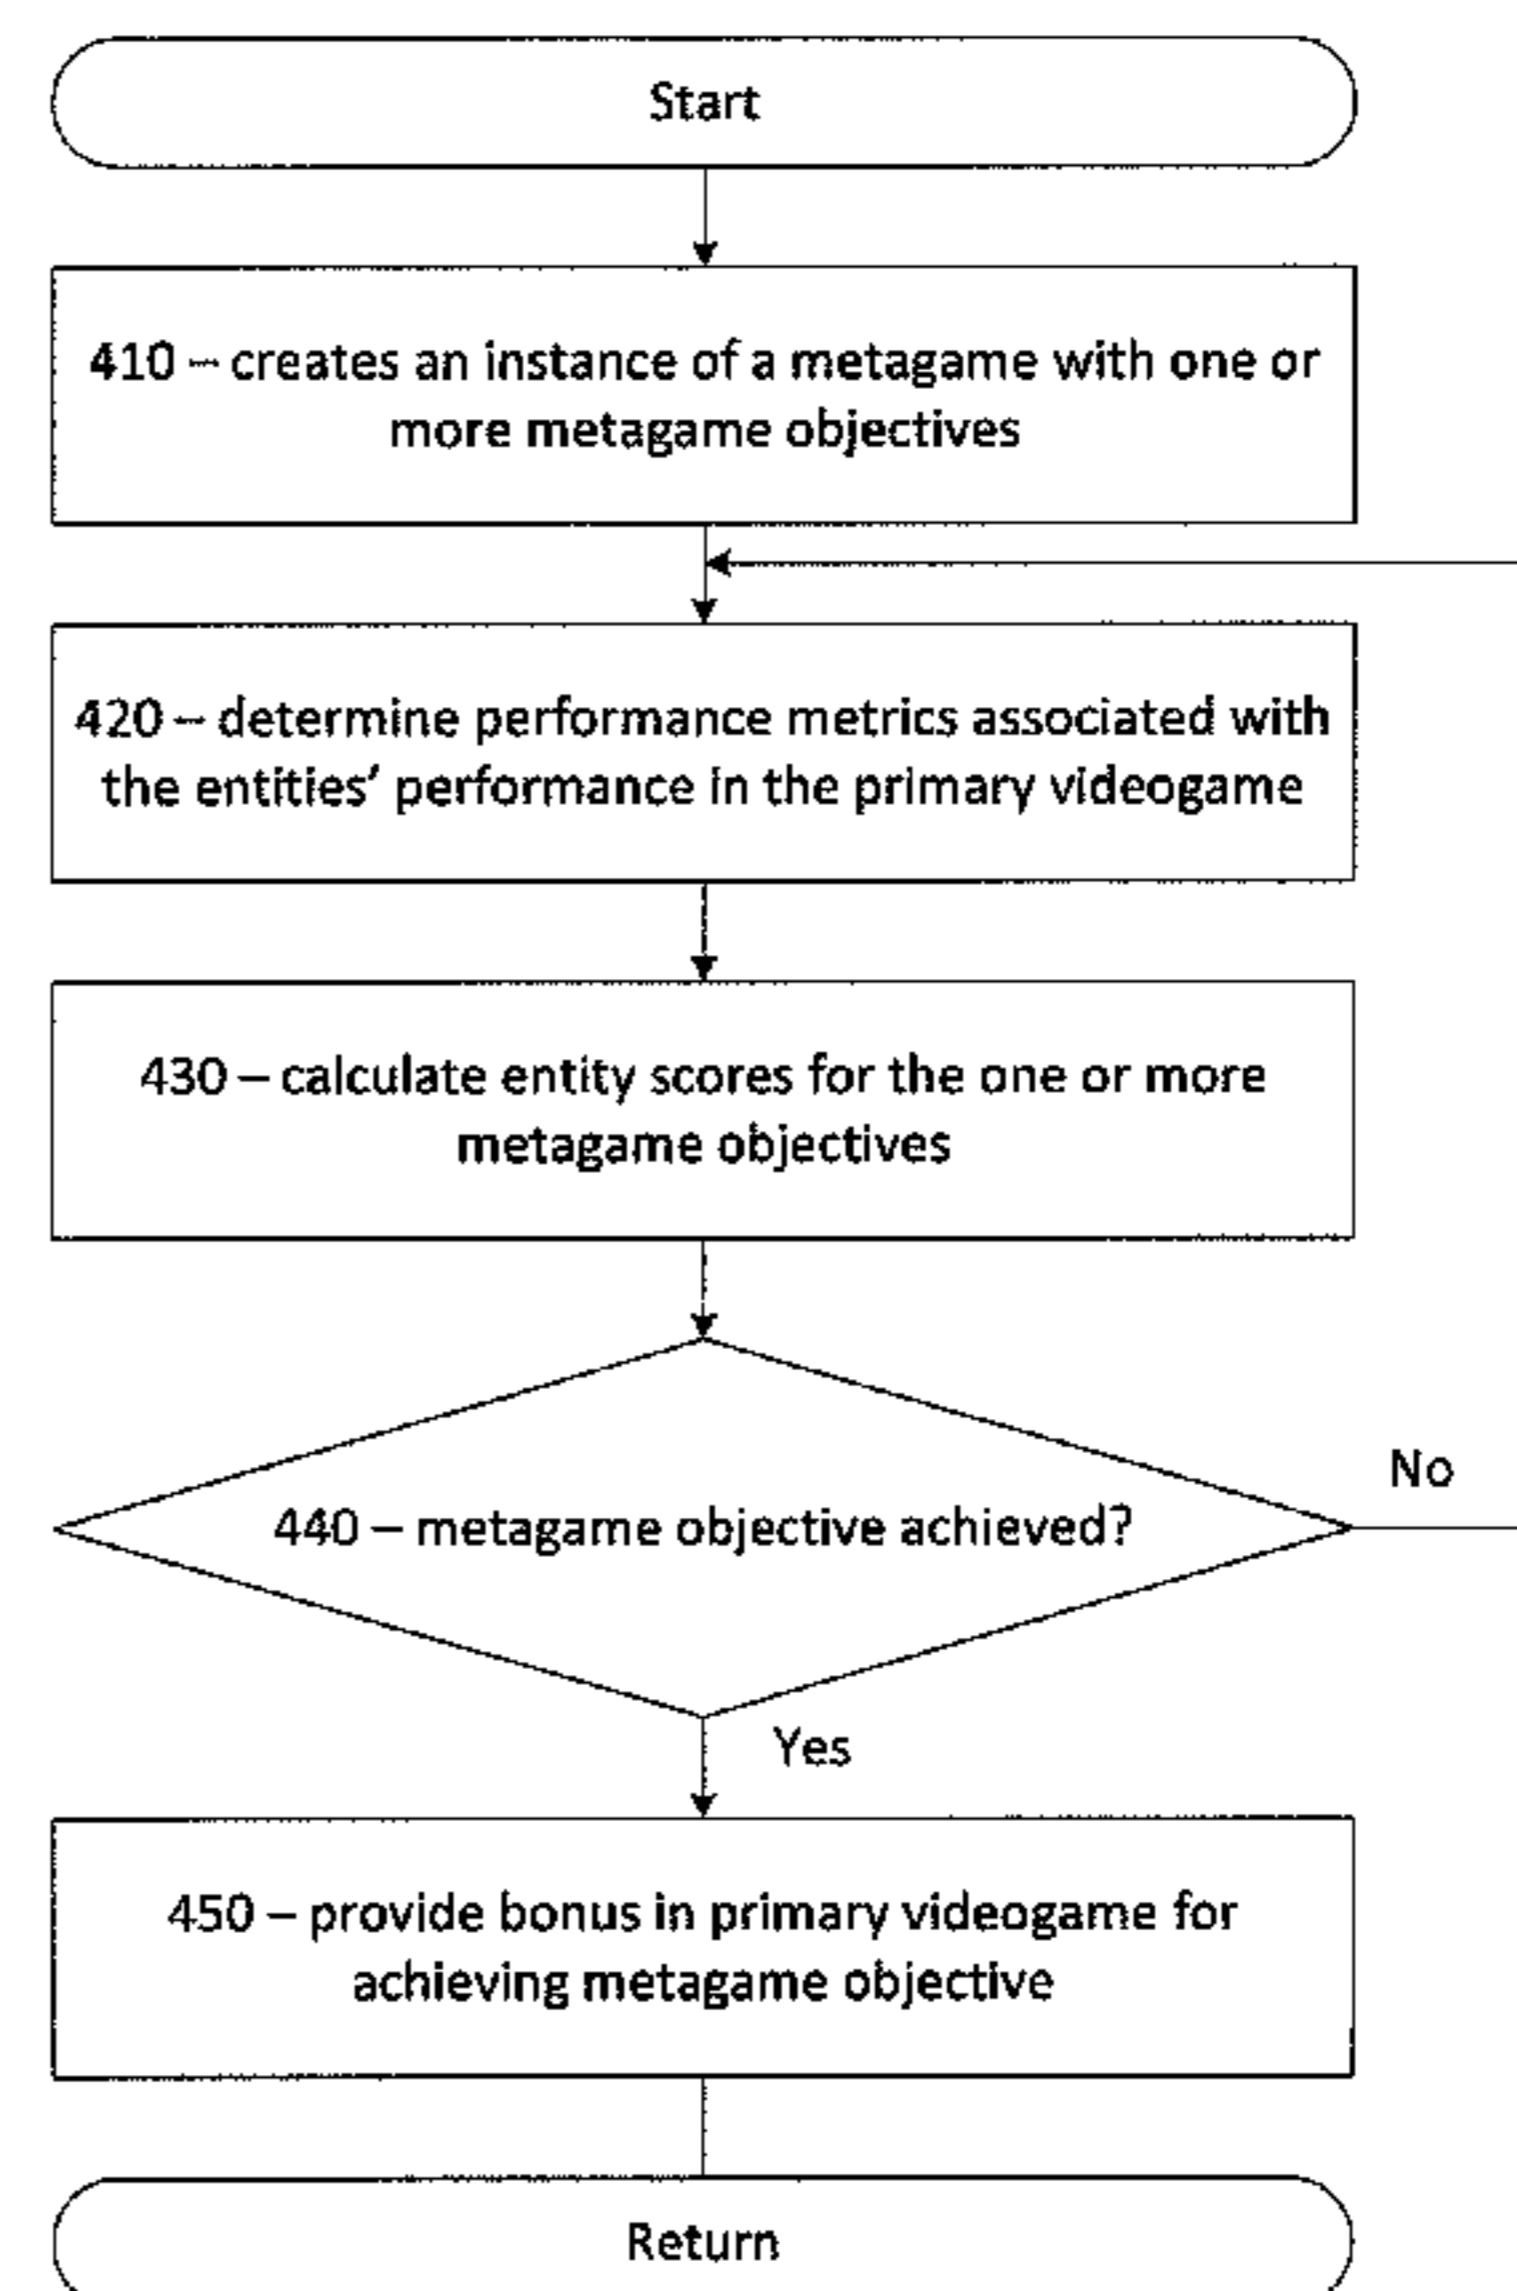 Start
410 – creates an instance of a metagame with one or
more metagame objectives
420 – determine performance metrics associated with
the entities’ performance in the primary videogame
430 – calculate entity scores for the one or more
metagame objectives
440 – metagame objective achieved?
No
Yes
450 – provide bonus in primary videogame for
achieving metagame objective
Return